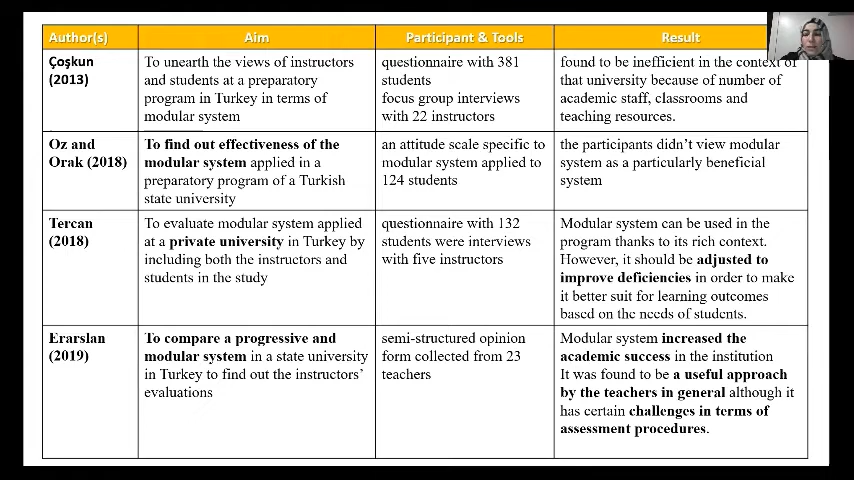 Author(s)
Aim
Participant & Tools
Result
Çoşkun
(2013)
To unearth the views of instructors
and students at a preparatory
program in Turkey in terms of
modular system
questionnaire with 381
students
focus group interviews
with 22 instructors
found to be inefficient in the context of
that university because of number of
academic staff, classrooms and
teaching resources.
Oz and
Orak (2018)
To find out effectiveness of the
modular system applied in a
preparatory program of a Turkish
state university
an attitude scale specific to
modular system applied to
124 students
the participants didn't view modular
system as a particularly beneficial
system
Tercan
(2018)
To evaluate modular system applied
at a private university in Turkey by
including both the instructors and
students in the study
questionnaire with 132
students were interviews
with five instructors
Modular system can be used in the
program thanks to its rich context.
However, it should be adjusted to
improve deficiencies in order to make
it better suit for learning outcomes
based on the needs of students.
Erarslan
(2019)
To compare a progressive and
modular system in a state university
in Turkey to find out the instructors'
evaluations
semi-structured opinion
form collected from 23
teachers
Modular system increased the
academic success in the institution
It was found to be a useful approach
by the teachers in general although it
has certain challenges in terms of
assessment procedures.